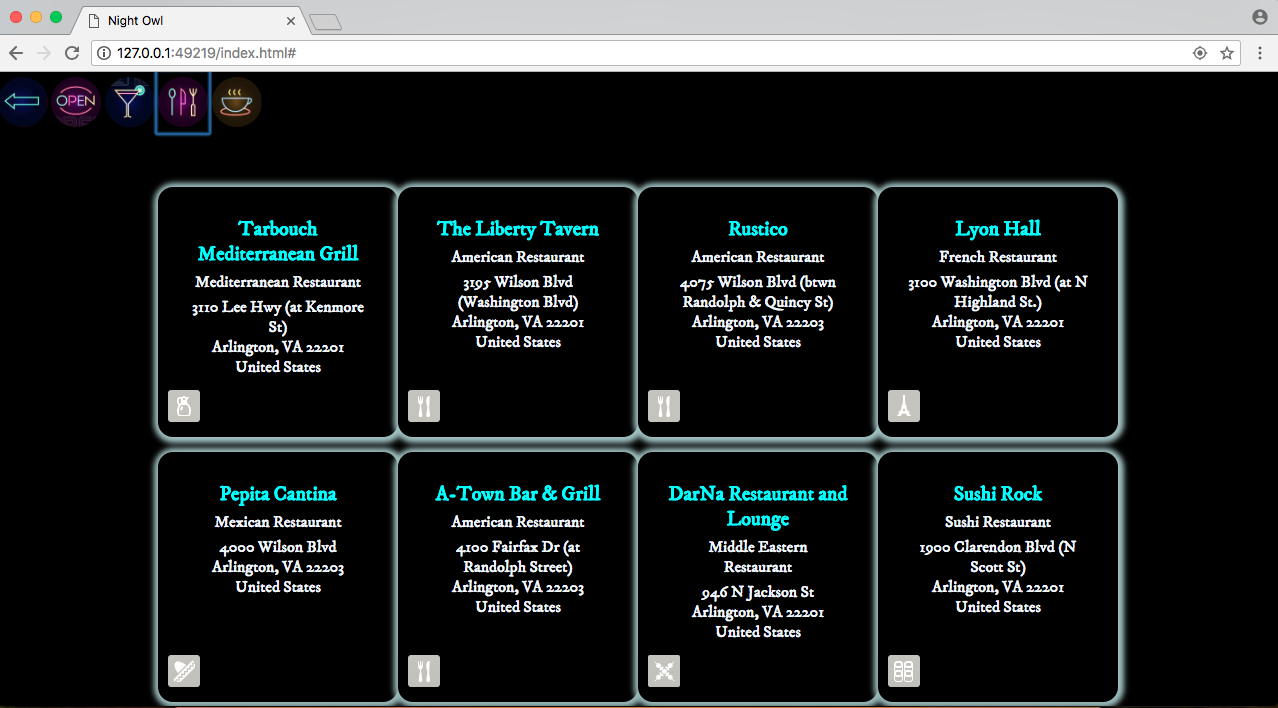 Night Owl
127.0.0.1:49219/index.html#
OPEN
Tarbouch
Mediterranean Grill
Mediterranean Restaurant
3110 Lee Hwy (at Kenmore
St)
Arlington, VA 22201
United States
The Liberty Tavern
American Restaurant
3195 Wilson Blvd
(Washington Blvd)
Arlington, VA 22201
United States
Rustico
American Restaurant
4075 Wilson Blvd (btwn
Randolph & Quincy St)
Arlington, VA 22203
United States
Lyon Hall
French Restaurant
3100 Washington Blvd (at N
Highland St.)
Arlington, VA 22201
United States
Pepita Cantina
Mexican Restaurant
4000 Wilson Blvd
Arlington, VA 22203
United States
A-Town Bar & Grill
American Restaurant
4100 Fairfax Dr (at
Randolph Street)
Arlington, VA 22203
United States
DarNa Restaurant and
Lounge
Middle Eastern
Restaurant
946 N Jackson St
Arlington, VA 22201
United States
Sushi Rock
Sushi Restaurant
1900 Clarendon Blvd (N
Scott St)
Arlington, VA 22201
United States